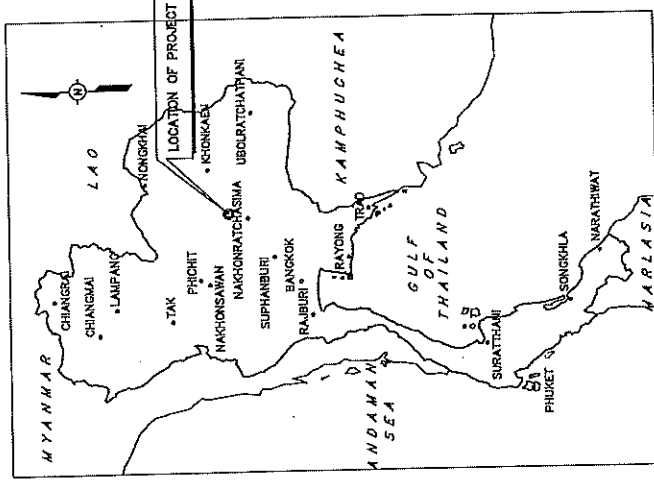 MYANMAR
CHIANGRAI
CHIANGMAI
LAMPANG
LAO
NONGKHAI
TAK
PHICHIT
NAKHONSAWAN
KHONKAEN
LOCATION OF PROJECT
NAKHONRATCHASIMA
UBOLRATCHATHANI
SUPHANBURI
BANGKOK
RAJBURI
RAYONG
TRAD
KAMPHUCHEA
GULF
OF
THAILAND
ANDAMAN
SEA
SURATTHANI
PHUKET
SONGKHLA
NARATHIWAT
MARLASIA
N